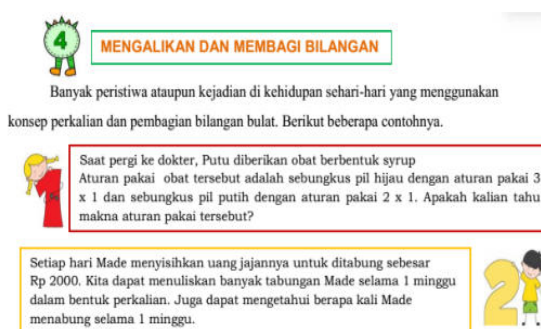 4
MENGALIKAN DAN MEMBAGI BILANGAN
Banyak peristiwa ataupun kejadian di kehidupan sehari-hari yang menggunakan
konsep perkalian dan pembagian bilangan bulat. Berikut beberapa contohnya.
1
Saat pergi ke dokter, Putu diberikan obat berbentuk syrup
Aturan pakai obat tersebut adalah sebungkus pil hijau dengan aturan pakai 3
x 1 dan sebungkus pil putih dengan aturan pakai 2 x 1. Apakah kalian tahu
makna aturan pakai tersebut?
Setiap hari Made menyisihkan uang jajannya untuk ditabung sebesar
Rp 2000. Kita dapat menuliskan banyak tabungan Made selama 1 minggu
dalam bentuk perkalian. Juga dapat mengetahui berapa kali Made
menabung selama 1 minggu.
2